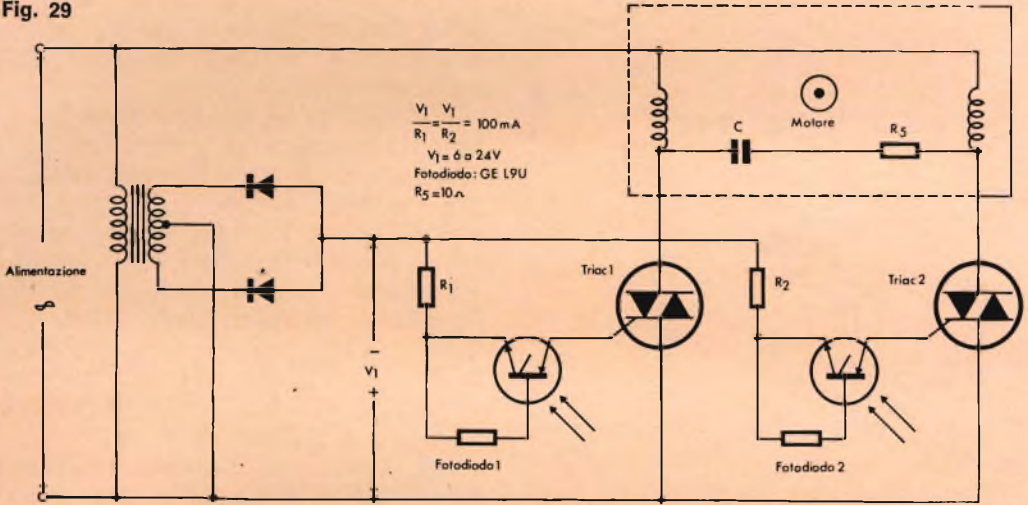 Fig. 29
V1/R1 = V1/R2 = 100 mA
V1 = 6 a 24V
Fotodiodo: GE L9U
R5 = 10 Ω
C
Motore
R5
Alimentazione
R1
Triac 1
R2
Triac 2
−
V1
+
Fotodiodo 1
Fotodiodo 2